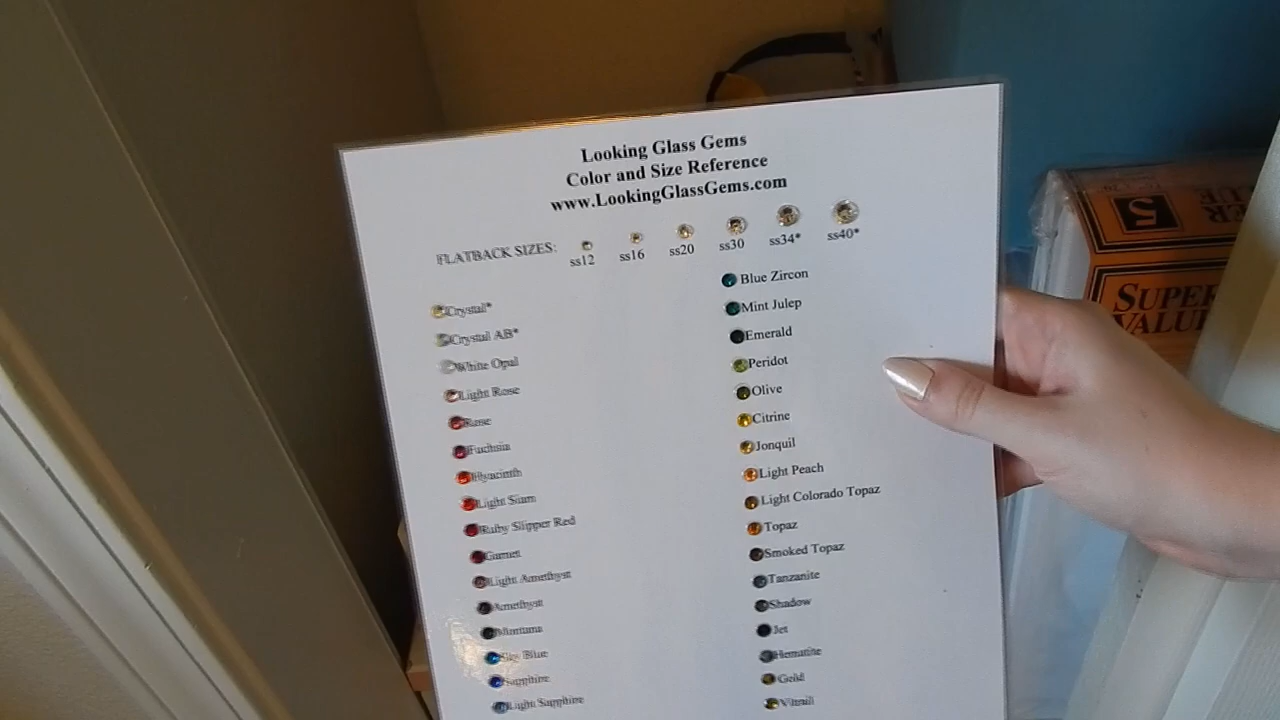 Looking Glass Gems
Color and Size Reference
www.LookingGlassGems.com
FLATBACK SIZES:
ss12 ss16 ss20 ss30 ss34* ss40*
Crystal*
Crystal AB*
White Opal
Light Rose
Rose
Fuchsia
Hyacinth
Light Siam
Ruby Slipper Red
Garnet
Light Amethyst
Amethyst
Montana
Sky Blue
Sapphire
Light Sapphire
Blue Zircon
Mint Julep
Emerald
Peridot
Olive
Citrine
Jonquil
Light Peach
Light Colorado Topaz
Topaz
Smoked Topaz
Tanzanite
Shadow
Jet
Hematite
Gold
Vitrail
5
SUPER
VALUE